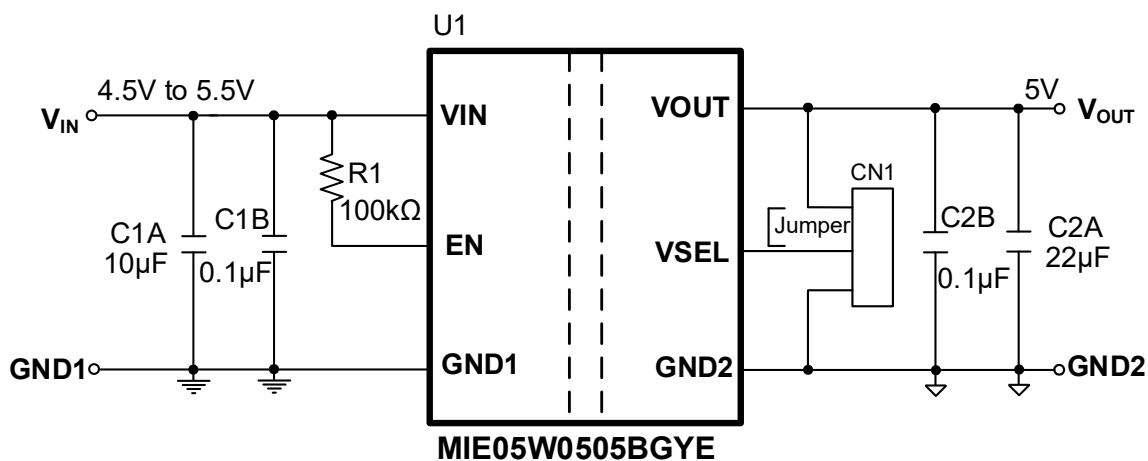 U1
4.5V to 5.5V
VIN
VIN
VOUT
5V
VOUT
R1
100kΩ
CN1
C1A
10µF
C1B
0.1µF
EN
Jumper
VSEL
C2B
0.1µF
C2A
22µF
GND1
GND1
GND2
GND2
MIE05W0505BGYE